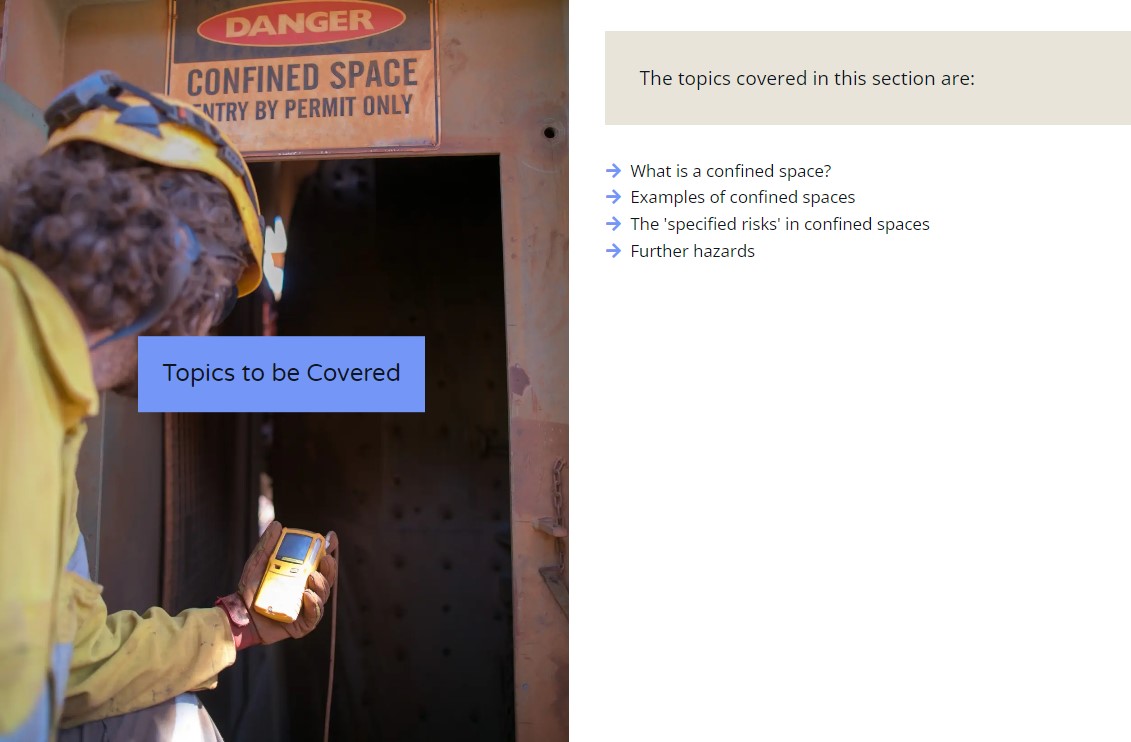 DANGER
CONFINED SPACE
ENTRY BY PERMIT ONLY
Topics to be Covered
The topics covered in this section are:
What is a confined space?
Examples of confined spaces
The 'specified risks' in confined spaces
Further hazards